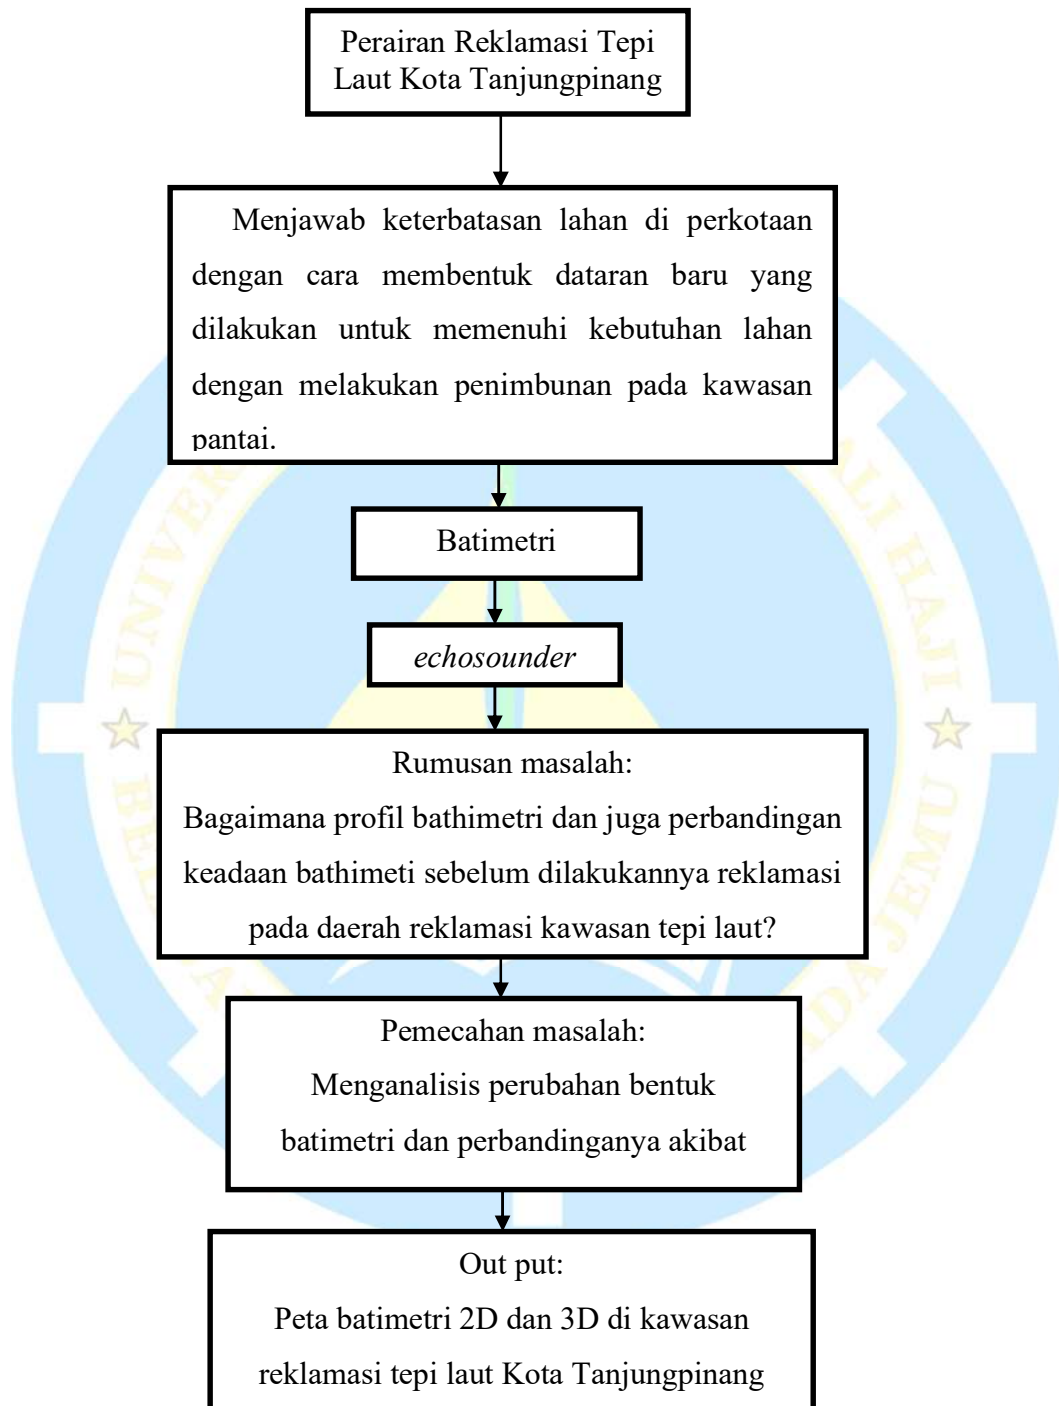 Perairan Reklamasi Tepi
Laut Kota Tanjungpinang
Menjawab keterbatasan lahan di perkotaan
dengan cara membentuk dataran baru yang
dilakukan untuk memenuhi kebutuhan lahan
dengan melakukan penimbunan pada kawasan
pantai.
Batimetri
echosounder
Rumusan masalah:
Bagaimana profil bathimetri dan juga perbandingan
keadaan bathimeti sebelum dilakukannya reklamasi
pada daerah reklamasi kawasan tepi laut?
Pemecahan masalah:
Menganalisis perubahan bentuk
batimetri dan perbandinganya akibat
Out put:
Peta batimetri 2D dan 3D di kawasan
reklamasi tepi laut Kota Tanjungpinang
ALI HAJI